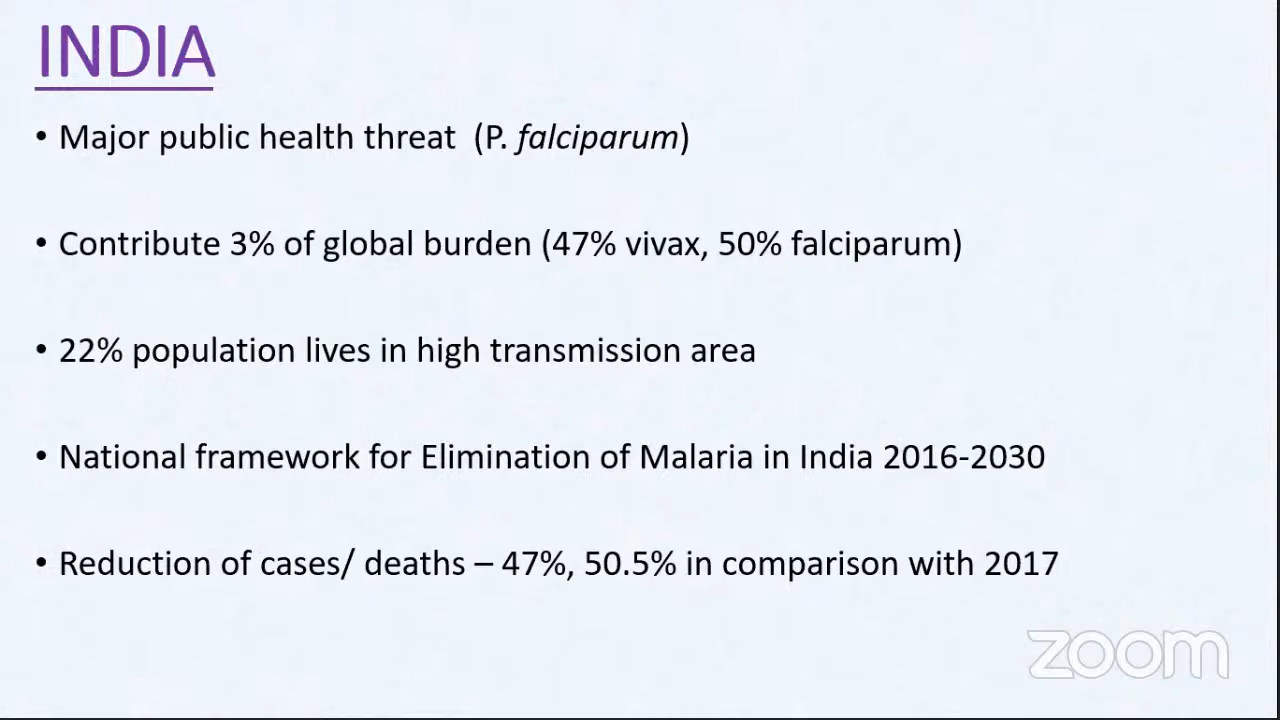 INDIA
• Major public health threat (P. falciparum)
• Contribute 3% of global burden (47% vivax, 50% falciparum)
• 22% population lives in high transmission area
• National framework for Elimination of Malaria in India 2016-2030
• Reduction of cases/ deaths – 47%, 50.5% in comparison with 2017
zoom